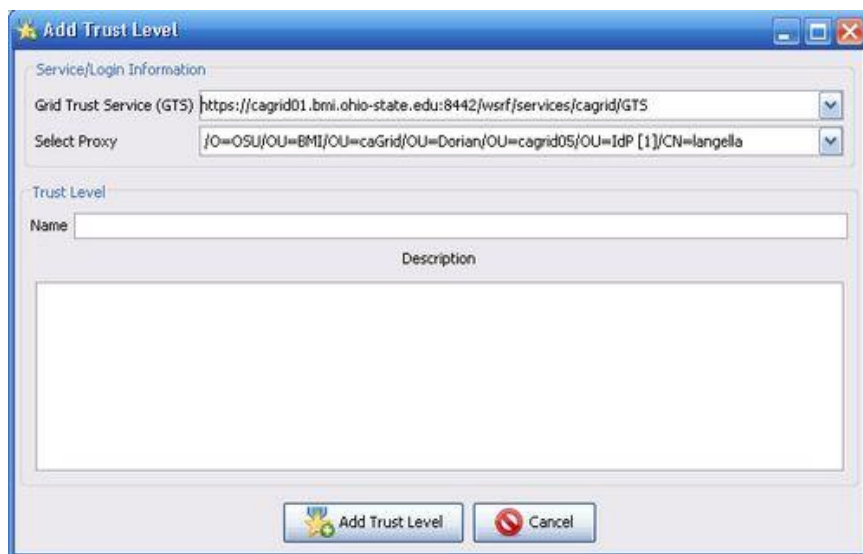 Add Trust Level
Service/Login Information
Grid Trust Service (GTS) https://cagrid01.bmi.ohio-state.edu:8442/wsrf/services/cagrid/GTS
Select Proxy /O=OSU/OU=BMI/OU=caGrid/OU=Dorian/OU=cagrid05/OU=IdP [1]/CN=langella
Trust Level
Name
Description
Add Trust Level Cancel